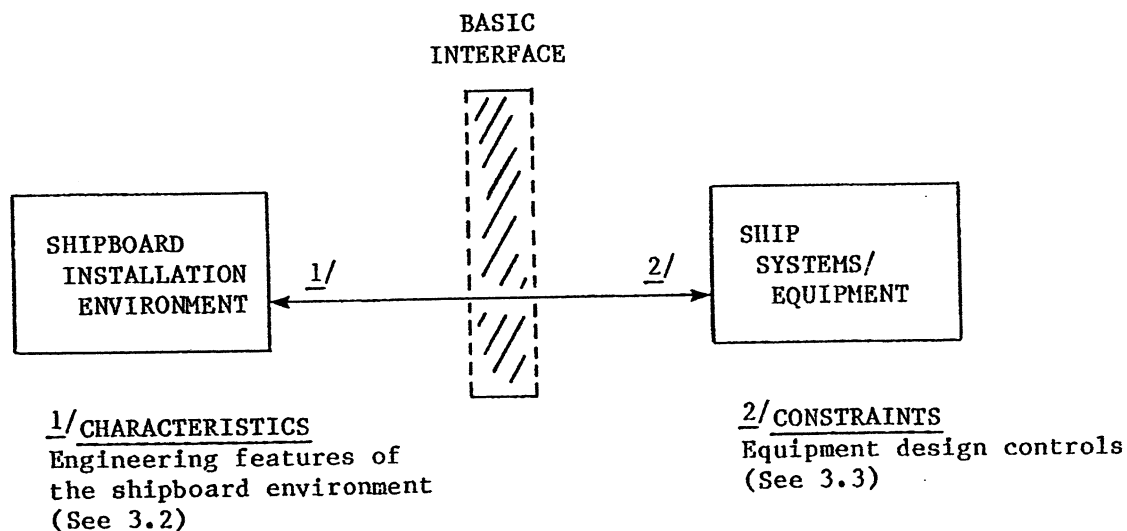 BASIC
INTERFACE
SHIPBOARD
INSTALLATION
ENVIRONMENT
1/
2/
SHIP
SYSTEMS/
EQUIPMENT
1/ CHARACTERISTICS
Engineering features of
the shipboard environment
(See 3.2)
2/ CONSTRAINTS
Equipment design controls
(See 3.3)